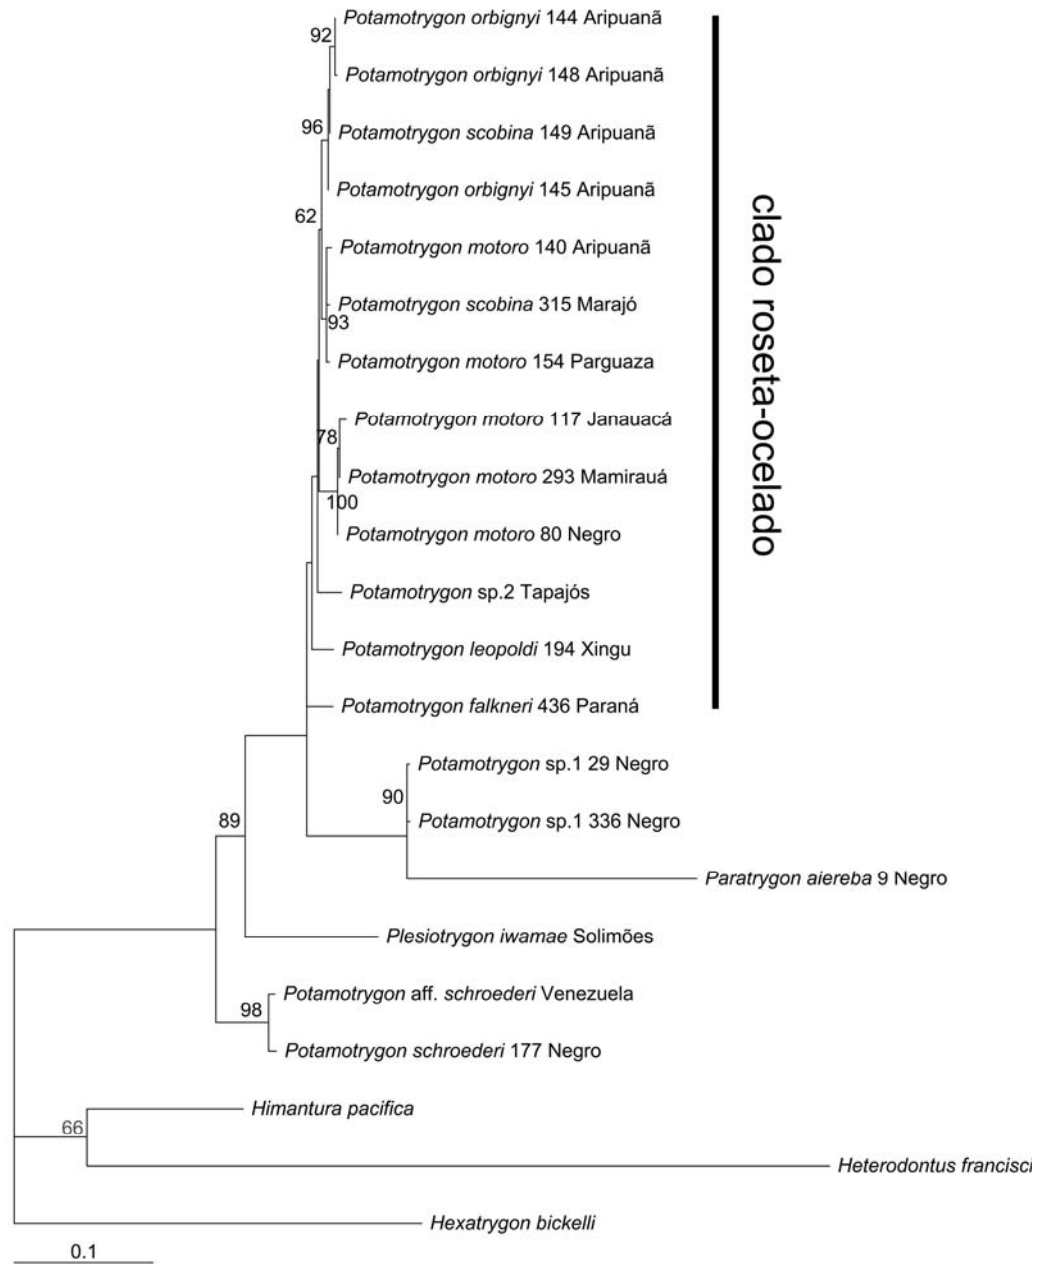 Potamotrygon orbignyi 144 Aripuanã
92
Potamotrygon orbignyi 148 Aripuanã
96
Potamotrygon scobina 149 Aripuanã
Potamotrygon orbignyi 145 Aripuanã
62
Potamotrygon motoro 140 Aripuanã
Potamotrygon scobina 315 Marajó
93
Potamotrygon motoro 154 Parguaza
Potamotrygon motoro 117 Janauacá
78
Potamotrygon motoro 293 Mamirauá
100
Potamotrygon motoro 80 Negro
Potamotrygon sp.2 Tapajós
Potamotrygon leopoldi 194 Xingu
Potamotrygon falkneri 436 Paraná
clado roseta-ocelado
Potamotrygon sp.1 29 Negro
90
Potamotrygon sp.1 336 Negro
89
Paratrygon aiereba 9 Negro
Plesiotrygon iwamae Solimões
Potamotrygon aff. schroederi Venezuela
98
Potamotrygon schroederi 177 Negro
Himantura pacifica
66
Heterodontus francisci
Hexatrygon bickelli
0.1